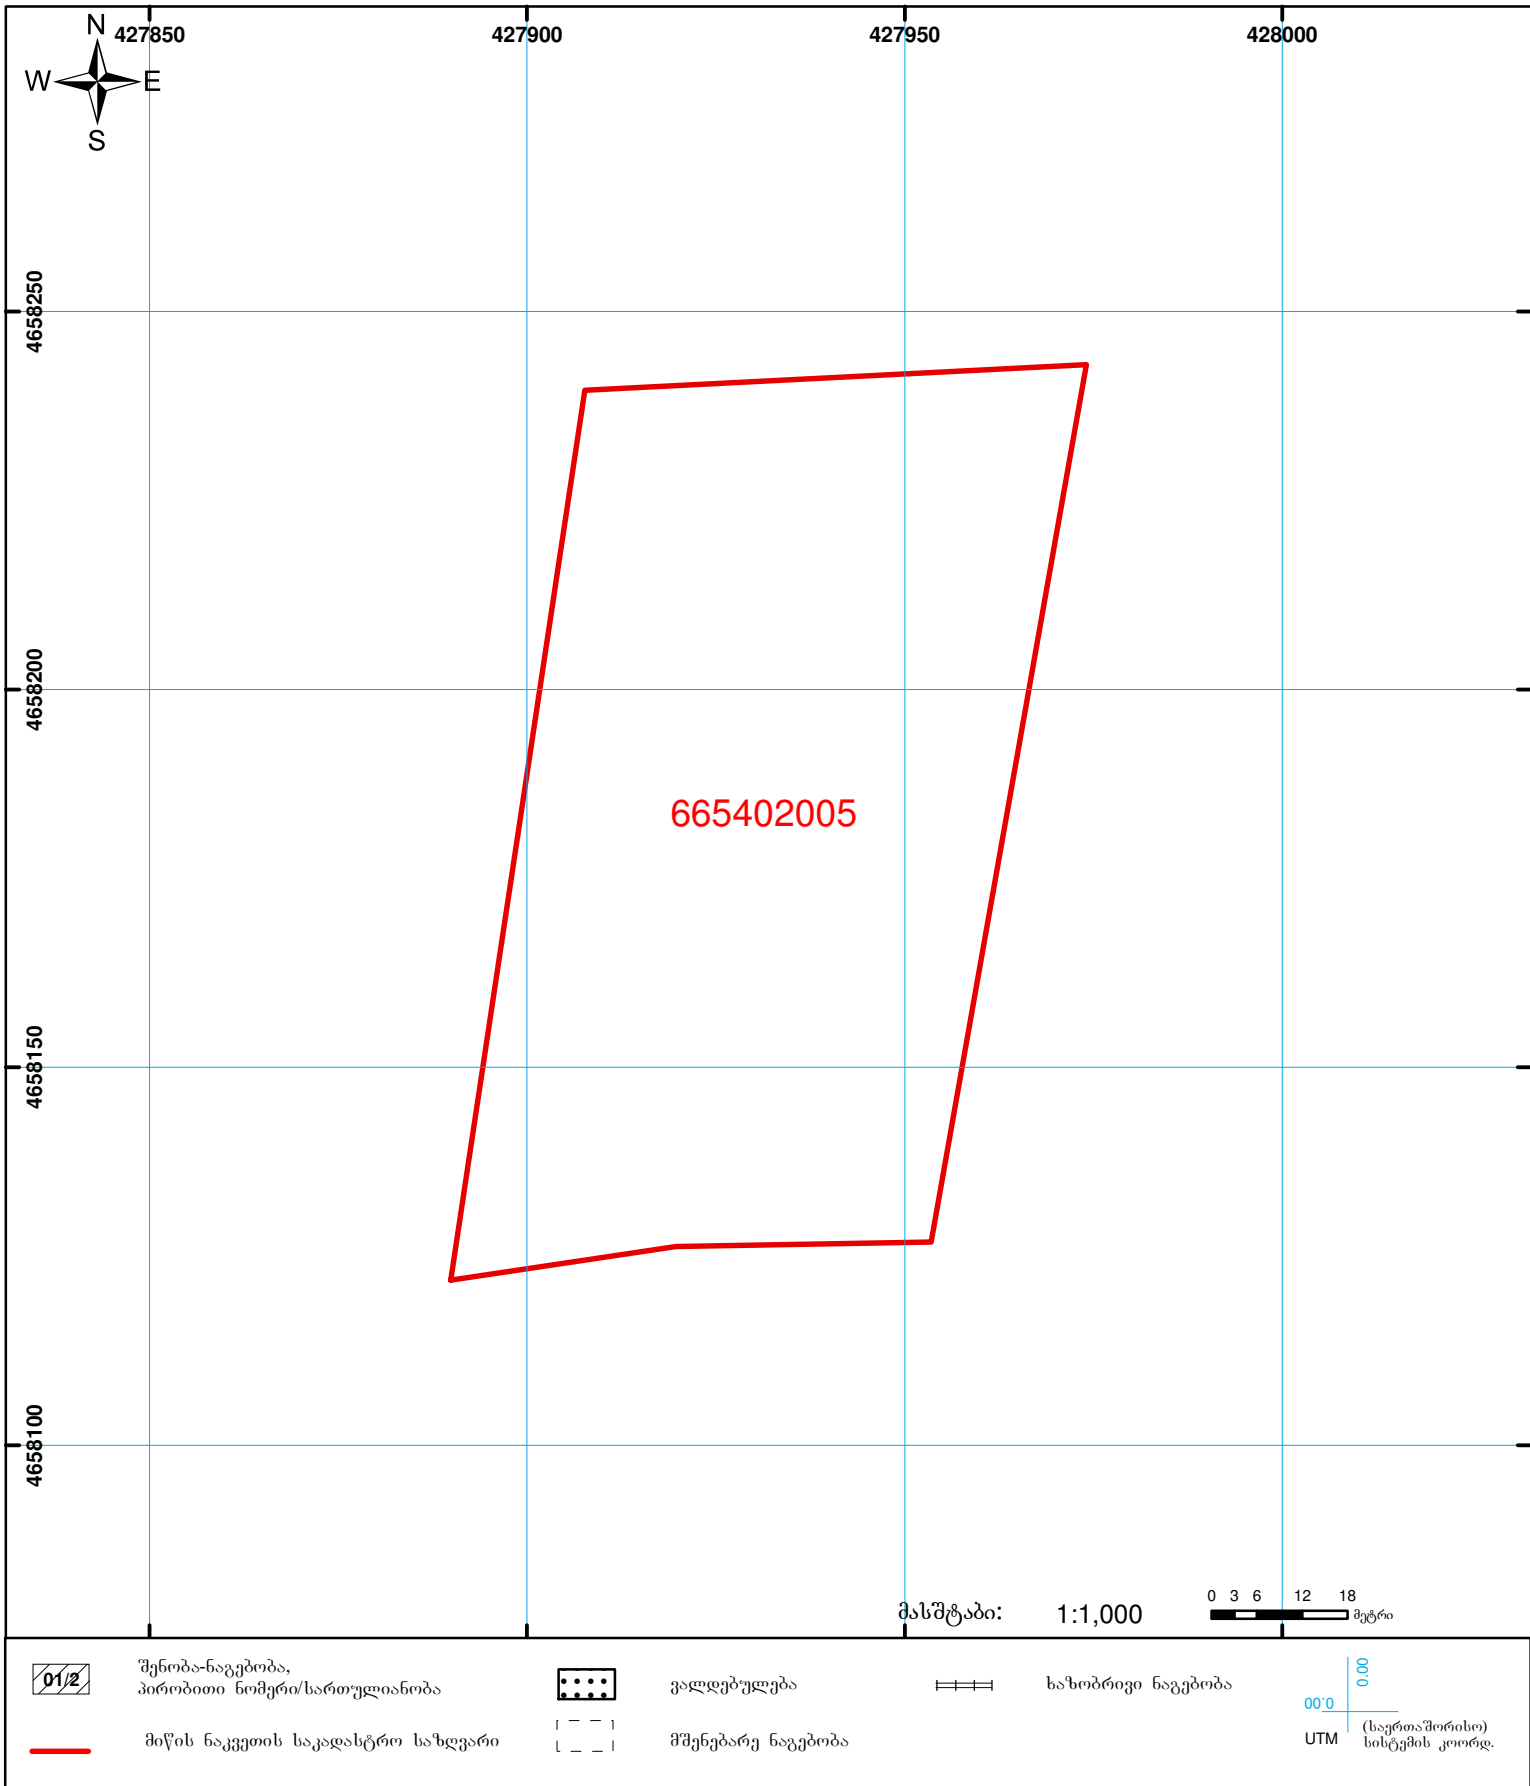 N
427850
427900
427950
428000
W
E
S
4658250
4658200
665402005
4658150
4658100
მასშტაბი:
1:1,000
0 3 6 12 18
მეტრი
01/2
შენობა-ნაგებობა,
პირობითი ნომერი/სართულიანობა
ვალდებულება
ხაზობრივი ნაგებობა
0.00
0.00
მიწის ნაკვეთის საკადასტრო საზღვარი
მშენებარე ნაგებობა
UTM
(საერთაშორისო)
სისტემის კოორდ.